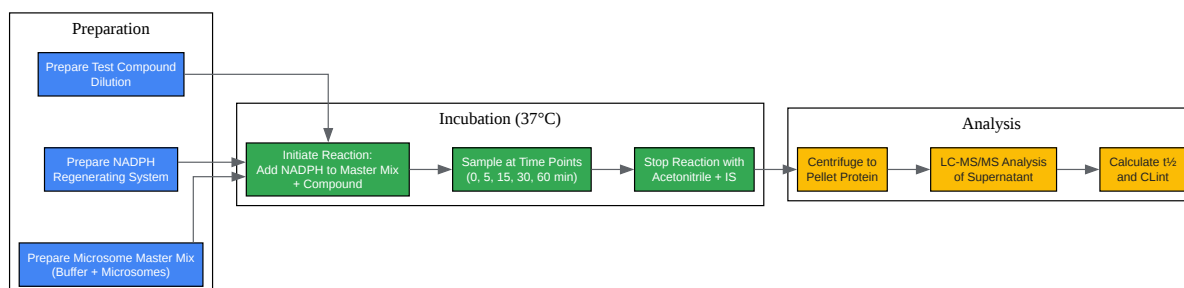 Preparation
Prepare Test Compound
Dilution
Prepare NADPH
Regenerating System
Prepare Microsome Master Mix
(Buffer + Microsomes)
Incubation (37°C)
Initiate Reaction:
Add NADPH to Master Mix
+ Compound
Sample at Time Points
(0, 5, 15, 30, 60 min)
Stop Reaction with
Acetonitrile + IS
Analysis
Centrifuge to
Pellet Protein
LC-MS/MS Analysis
of Supernatant
Calculate t½
and CLint